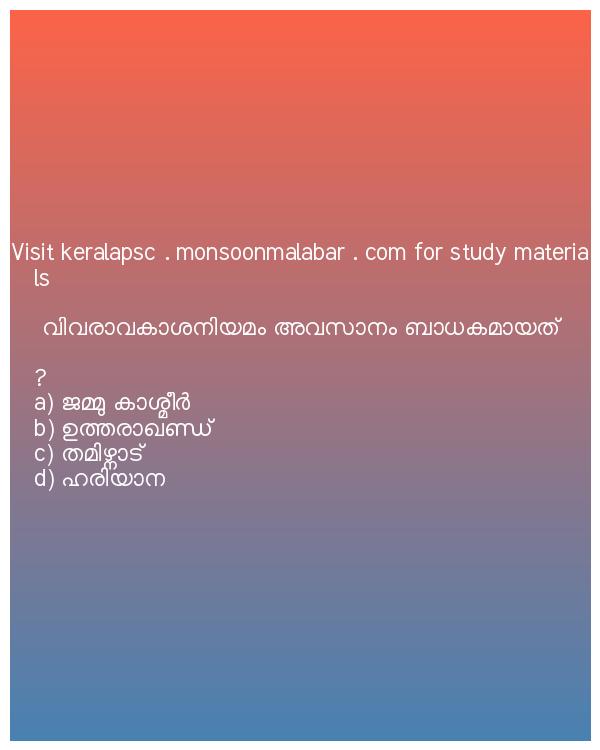 Visit keralapsc . monsoonmalabar . com for study materia
ls
വിവരാവകാശനിയമം അവസാനം ബാധകമായത്
?
a) ജമ്മു കാശ്മീർ
b) ഉത്തരാഖണ്ഡ്
c) തമിഴ്നാട്
d) ഹരിയാന